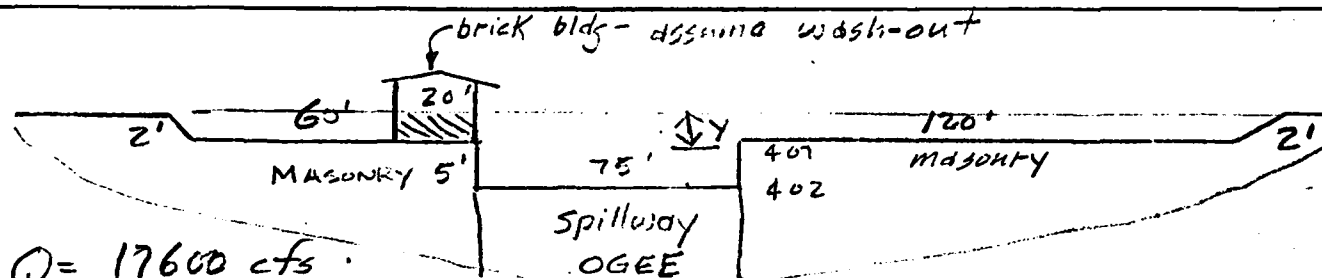 brick bldg - assume wash-out
60'
20'
2'
Y
120'
2'
MASONRY 5'
75'
407
masonry
402
Spillway
OGEE
Q = 17600 cfs.